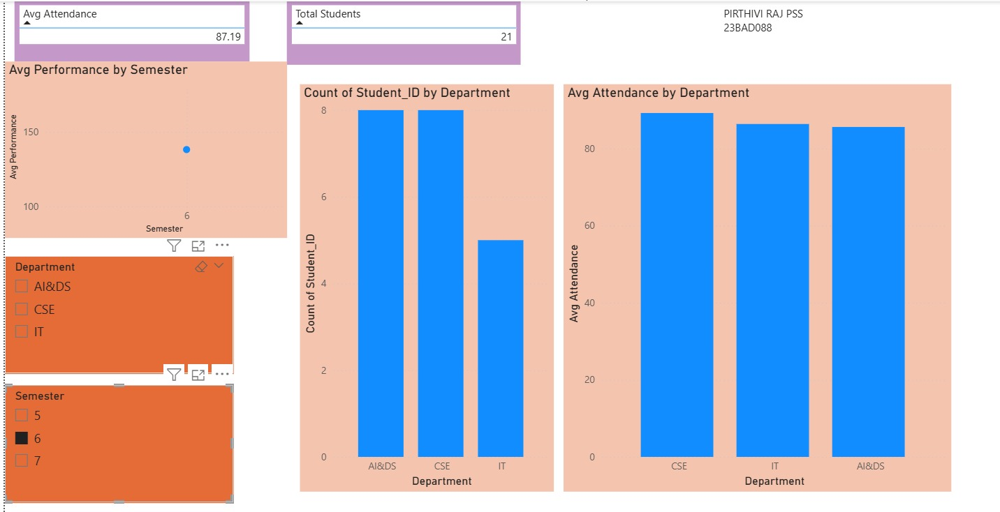 Avg Attendance
87.19
Total Students
21
PIRTHIVI RAJ PSS
23BAD088
Avg Performance by Semester
Avg Performance
150
100
6
Semester
Department
AI&DS
CSE
IT
Semester
5
6
7
Count of Student_ID by Department
Count of Student_ID
8
6
4
2
0
AI&DS CSE IT
Department
Avg Attendance by Department
Avg Attendance
80
60
40
20
0
CSE IT AI&DS
Department